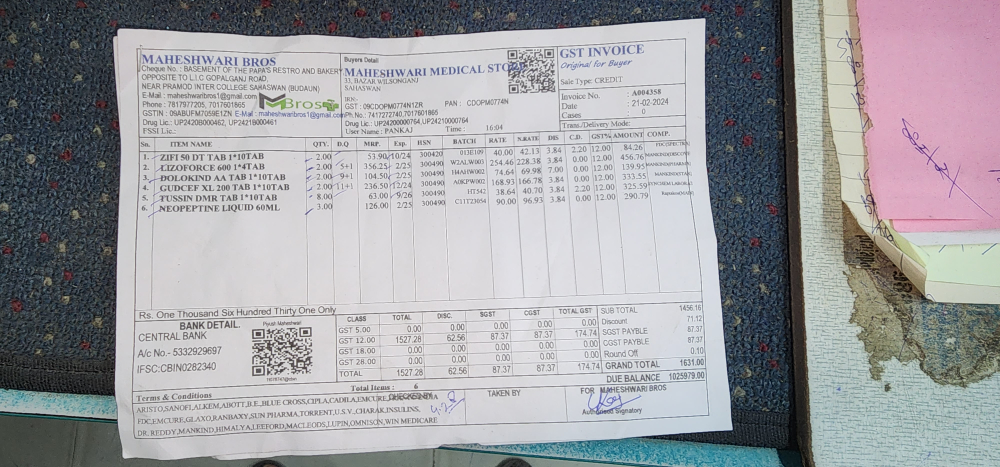 MAHESHWARI BROS
Cheque No.: BASEMENT OF THE PAPA'S RESTRO AND BAKERY
OPPOSITE TO L.I.C GOPALGANJ ROAD,
NEAR PRAMOD INTER COLLEGE SAHASWAN (BUDAUN)
E-Mail : maheshwaribros1@gmail.com
Phone : 7817977205, 7017601865
GSTIN : 09ABUFM7059E1ZN E-Mail : maheshwaribros1@gmail.com
Drug Lic.: UP2420B000462, UP21B000461
FSSI Lic.:
MBros
Buyers Detail
MAHESHWARI MEDICAL STORE
33, BAZAR WILSONGANJ
SAHASWAN
GST : 09CDOPM0774N1ZR PAN : CDOPM0774N
Ph.No.: 7417272740,7017601865
Drug Lic.: UP24200000764,UP24210000764
User Name : PANKAJ Time : 16:04
GST INVOICE
Original for Buyer
Sale Type: CREDIT
Invoice No. : A004358
Date : 21-02-2024
Cases : 0
Trans./Delivery Mode:
Sn. ITEM NAME QTY. D.Q MRP. Exp. HSN BATCH RATE N.RATE DIS C.D. GST% AMOUNT COMP.
1. ZIFI 50 DT TAB 1*10TAB 2.00 53.90 10/24 300420 013E109 40.00 42.13 3.84 2.20 12.00 84.26
2. LIZOFORCE 600 1*4TAB 2.00 5+1 356.25 2/25 300490 W2ALW003 254.46 228.38 3.84 0.00 12.00 456.76
3. DOLOKIND AA TAB 1*10TAB 2.00 9+1 104.50 2/25 300490 H4AHW002 74.64 69.98 7.00 0.00 12.00 139.95
4. GUDCEF XL 200 TAB 1*10TAB 2.00 11+1 236.50 12/24 300490 A0KPW002 168.93 166.78 3.84 0.00 12.00 333.55
5. TUSSIN DMR TAB 1*10TAB 8.00 63.00 9/26 300490 HT542 38.64 40.70 3.84 2.20 12.00 325.59
6. NEOPEPTINE LIQUID 60ML 3.00 126.00 2/25 300490 C11TZ3054 90.00 96.93 3.84 0.00 12.00 290.79
Rs. One Thousand Six Hundred Thirty One Only
BANK DETAIL
CENTRAL BANK
A/c No.- 5332929697
IFSC:CBIN0282340
Piyush Maheshwari
CLASS TOTAL DISC. SGST CGST TOTAL GST
GST 5.00 0.00 0.00 0.00 0.00 0.00
GST 12.00 1527.28 62.56 87.37 87.37 174.74
GST 18.00 0.00 0.00 0.00 0.00 0.00
GST 28.00 0.00 0.00 0.00 0.00 0.00
TOTAL 1527.28 62.56 87.37 87.37 174.74
SUB TOTAL 1456.16
Discount 71.12
SGST PAYBLE 87.37
CGST PAYBLE 87.37
Round Off 0.10
GRAND TOTAL 1631.00
DUE BALANCE 1025979.00
Terms & Conditions Total Items : 6
CHECKED BY
TAKEN BY
FOR MAHESHWARI BROS
Authorised Signatory
ARISTO,SANOFI,ALKEM,ADOTT,B.E.,BLUE CROSS,CIPLA,CADILA,EMCURE,
FDC,EMCURE,GLAXO,RANBAXY,SUN PHARMA,TORRENT,U.S.V.,CHARAK,INSULINS,
DR. REDDY,MANKIND,HIMALYA,LEEFORD,MACLEODS,LUPIN,OMNISON,WIN MEDICARE